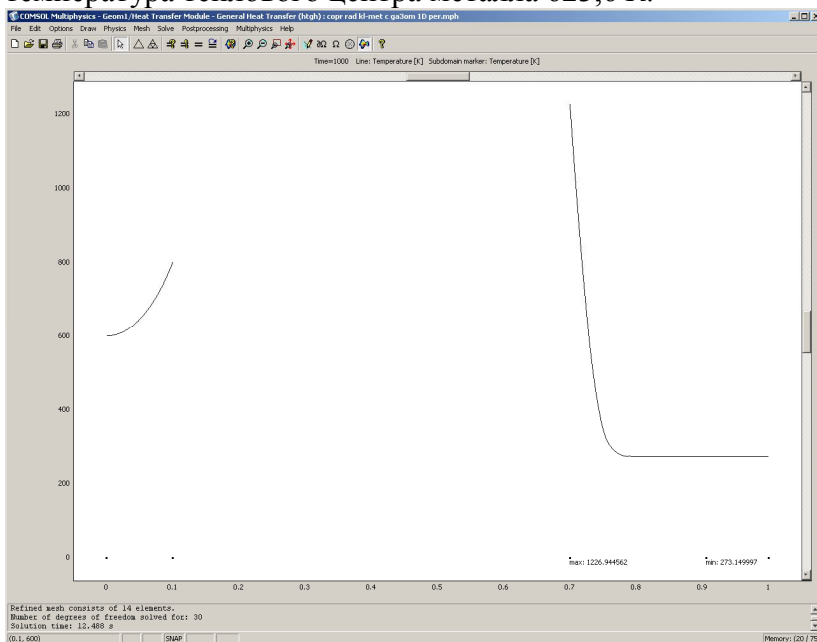 температура теплового центра металла 623,6 К.
COMSOL Multiphysics - Geom1/Heat Transfer Module - General Heat Transfer (htgh) : copr rad kl-met c ga3om 1D per.mph
File Edit Options Draw Physics Mesh Solve Postprocessing Multiphysics Help
Time=1000 Line: Temperature [K] Subdomain marker: Temperature [K]
1200
1000
800
600
400
200
0
max: 1226.944562 min: 273.149997
0 0.1 0.2 0.3 0.4 0.5 0.6 0.7 0.8 0.9 1
Refined mesh consists of 14 elements.
Number of degrees of freedom solved for: 30
Solution time: 12.488 s
(0.1, 600) SNAP Memory: (20 / 75